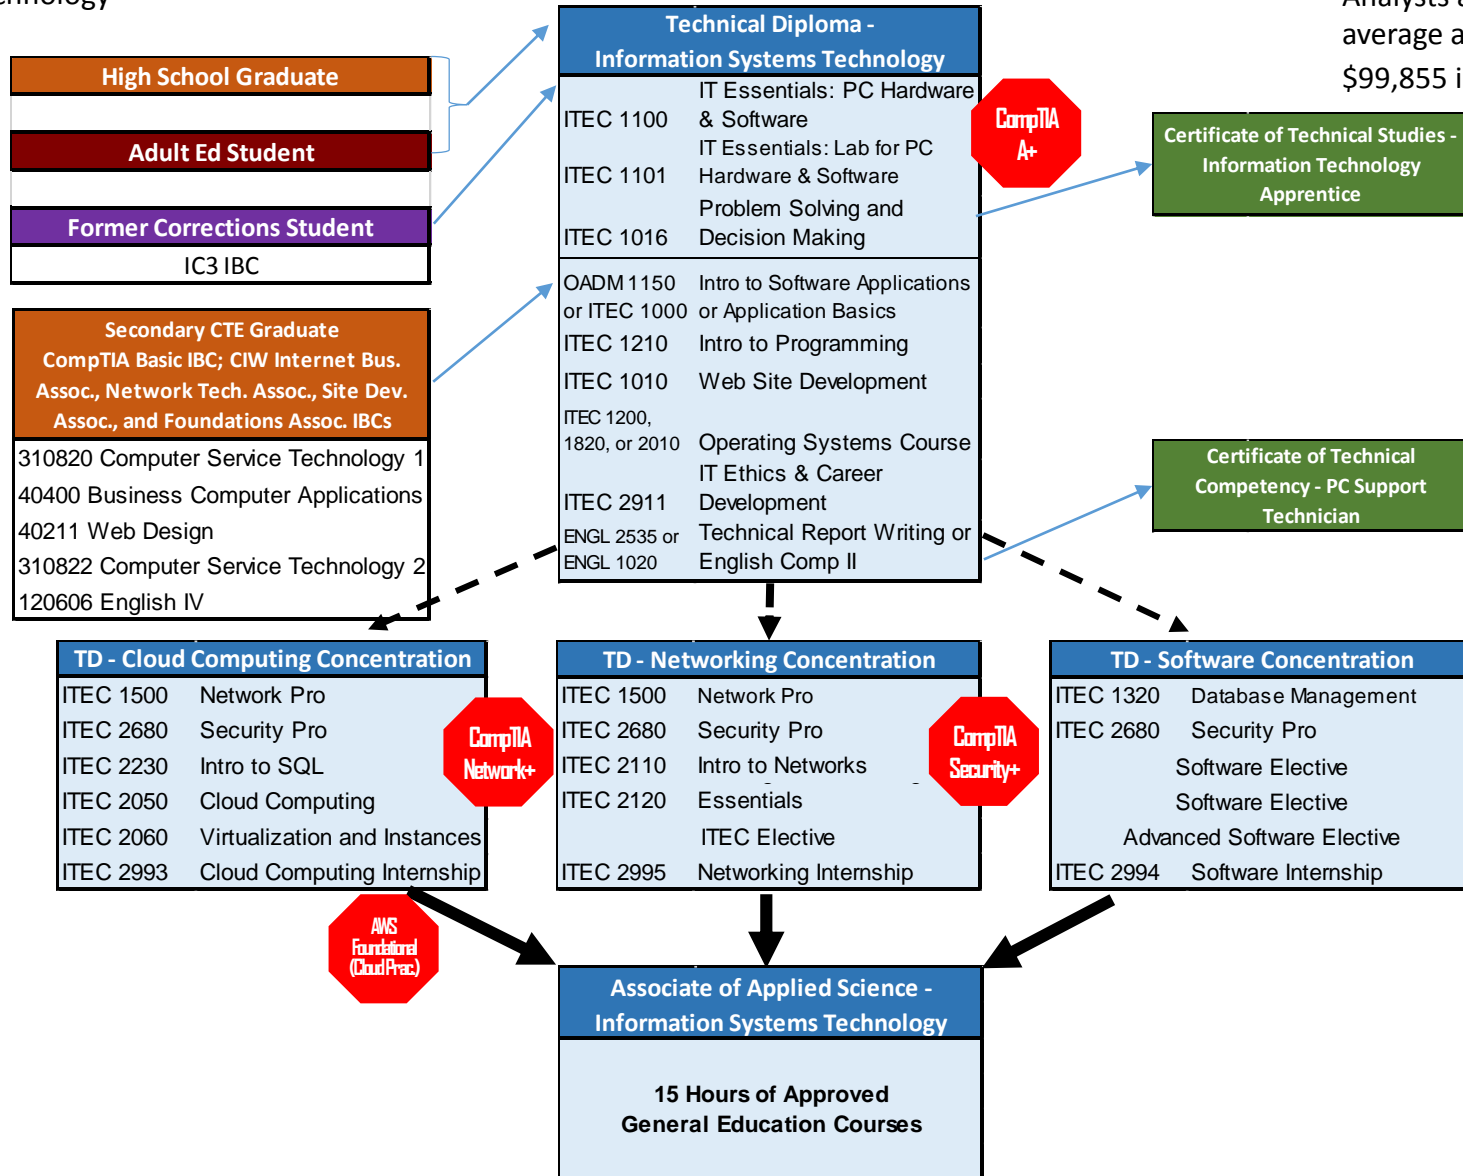 High School Graduate
Adult Ed Student
Former Corrections Student
IC3 IBC
Secondary CTE Graduate
CompTIA Basic IBC; CIW Internet Bus.
Assoc., Network Tech. Assoc., Site Dev.
Assoc., and Foundations Assoc. IBCs
310820 Computer Service Technology 1
40400 Business Computer Applications
40211 Web Design
310822 Computer Service Technology 2
120606 English IV
Technical Diploma -
Information Systems Technology
IT Essentials: PC Hardware
ITEC 1100 & Software
IT Essentials: Lab for PC
ITEC 1101 Hardware & Software
Problem Solving and
ITEC 1016 Decision Making
OADM 1150 Intro to Software Applications
or ITEC 1000 or Application Basics
ITEC 1210 Intro to Programming
ITEC 1010 Web Site Development
ITEC 1200,
1820, or 2010 Operating Systems Course
IT Ethics & Career
ITEC 2911 Development
ENGL 2535 or Technical Report Writing or
ENGL 1020 English Comp II
CompTIA
A+
Analysts
average
$99,855
Certificate of Technical Studies -
Information Technology
Apprentice
Certificate of Technical
Competency - PC Support
Technician
TD - Cloud Computing Concentration
ITEC 1500 Network Pro
ITEC 2680 Security Pro
ITEC 2230 Intro to SQL
ITEC 2050 Cloud Computing
ITEC 2060 Virtualization and Instances
ITEC 2993 Cloud Computing Internship
CompTIA
Network+
AWS
Foundational
(Cloud Prac.)
TD - Networking Concentration
ITEC 1500 Network Pro
ITEC 2680 Security Pro
ITEC 2110 Intro to Networks
ITEC 2120 Essentials
ITEC Elective
ITEC 2995 Networking Internship
CompTIA
Security+
TD - Software Concentration
ITEC 1320 Database Management
ITEC 2680 Security Pro
Software Elective
Software Elective
Advanced Software Elective
ITEC 2994 Software Internship
Associate of Applied Science -
Information Systems Technology
15 Hours of Approved
General Education Courses